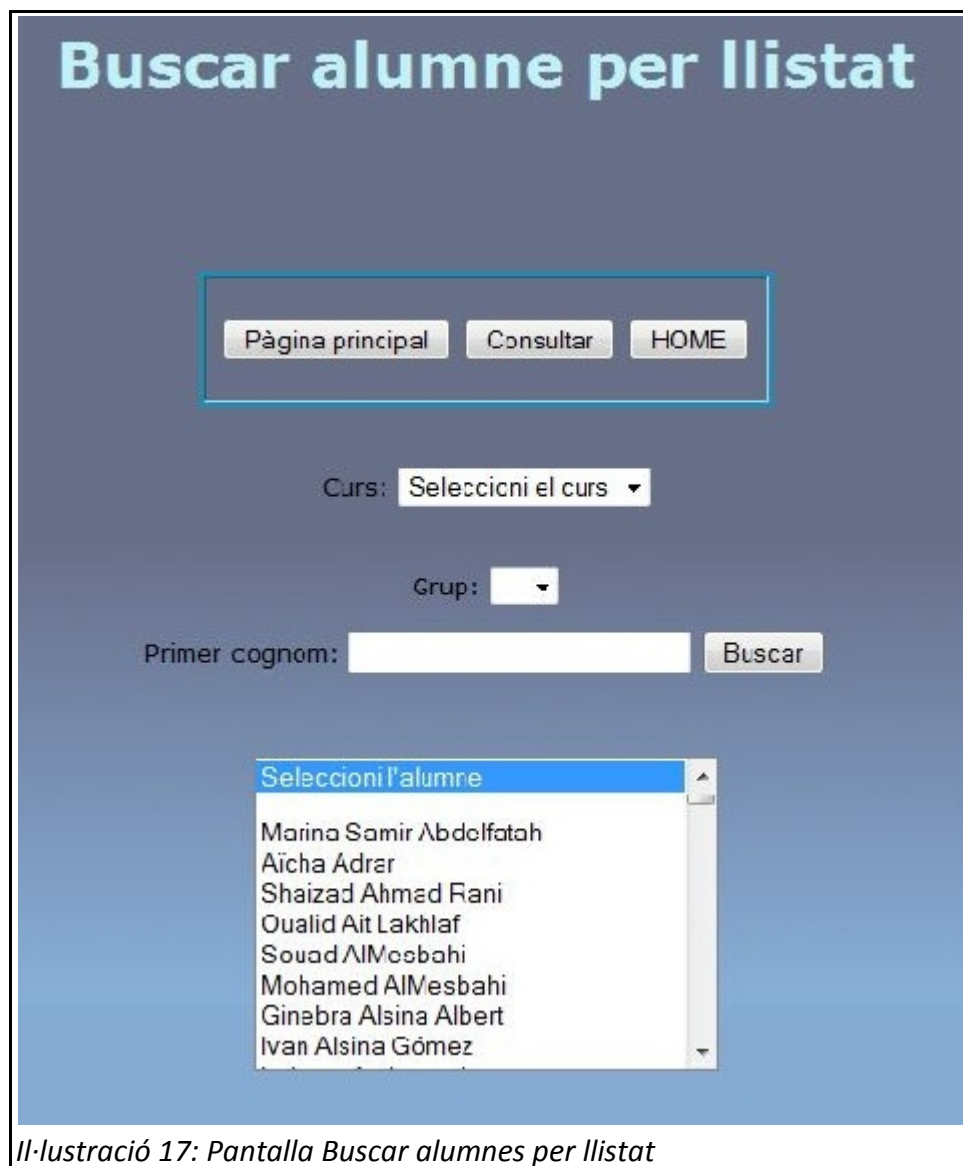 Buscar alumne per llistat
Pàgina principal Consultar HOME
Curs: Seleccioni el curs
Grup:
Primer cognom: Buscar
Seleccioni l'alumne
Marina Samir Abdelfatah
Aïcha Adrar
Shaizad Ahmad Rani
Oualid Ait Lakhlaf
Souad AlMesbahi
Mohamed AlMesbahi
Ginebra Alsina Albert
Ivan Alsina Gómez
Il·lustració 17: Pantalla Buscar alumnes per llistat